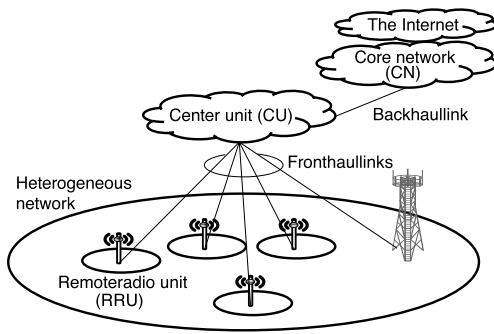 The Internet
Core network
(CN)
Center unit (CU)
Backhaullink
Fronthaullinks
Heterogeneous
network
Remoteradio unit
(RRU)